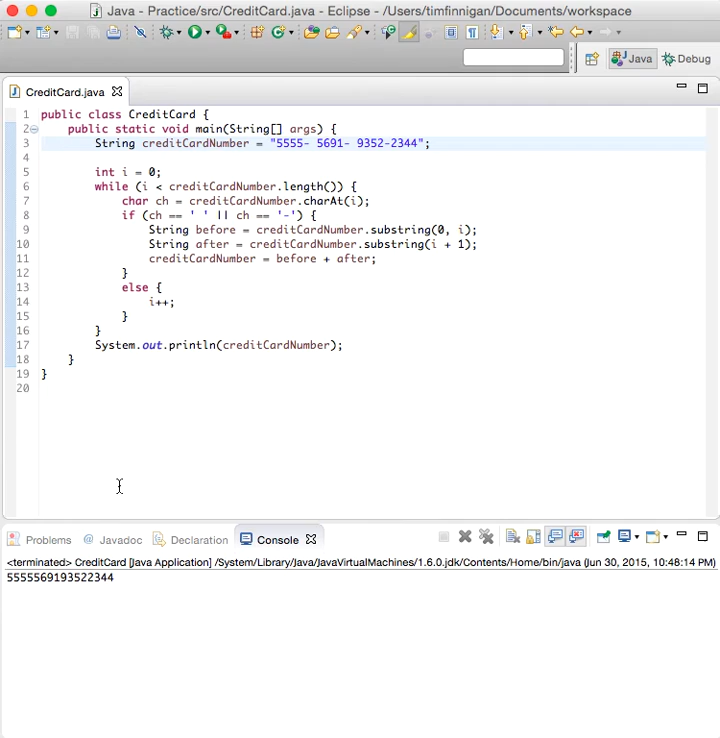 Java - Practice/src/CreditCard.java - Eclipse - /Users/timfinnigan/Documents/workspace
Java Debug
CreditCard.java
1 public class CreditCard {
2 public static void main(String[] args) {
3 String creditCardNumber = "5555- 5691- 9352-2344";
4
5 int i = 0;
6 while (i < creditCardNumber.length()) {
7 char ch = creditCardNumber.charAt(i);
8 if (ch == ' ' || ch == '-') {
9 String before = creditCardNumber.substring(0, i);
10 String after = creditCardNumber.substring(i + 1);
11 creditCardNumber = before + after;
12 }
13 else {
14 i++;
15 }
16 }
17 System.out.println(creditCardNumber);
18 }
19 }
20
Problems @ Javadoc Declaration Console
<terminated> CreditCard [Java Application] /System/Library/Java/JavaVirtualMachines/1.6.0.jdk/Contents/Home/bin/java (Jun 30, 2015, 10:48:14 PM)
5555569193522344